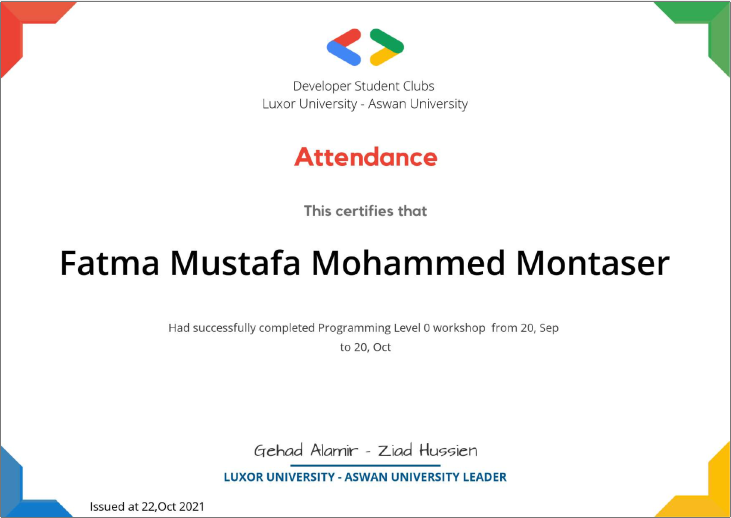 Developer Student Clubs
Luxor University - Aswan University
Attendance
This certifies that
Fatma Mustafa Mohammed Montaser
Had successfully completed Programming Level 0 workshop from 20, Sep
to 20, Oct
Gehad Alamir - Ziad Hussien
LUXOR UNIVERSITY - ASWAN UNIVERSITY LEADER
Issued at 22,Oct 2021